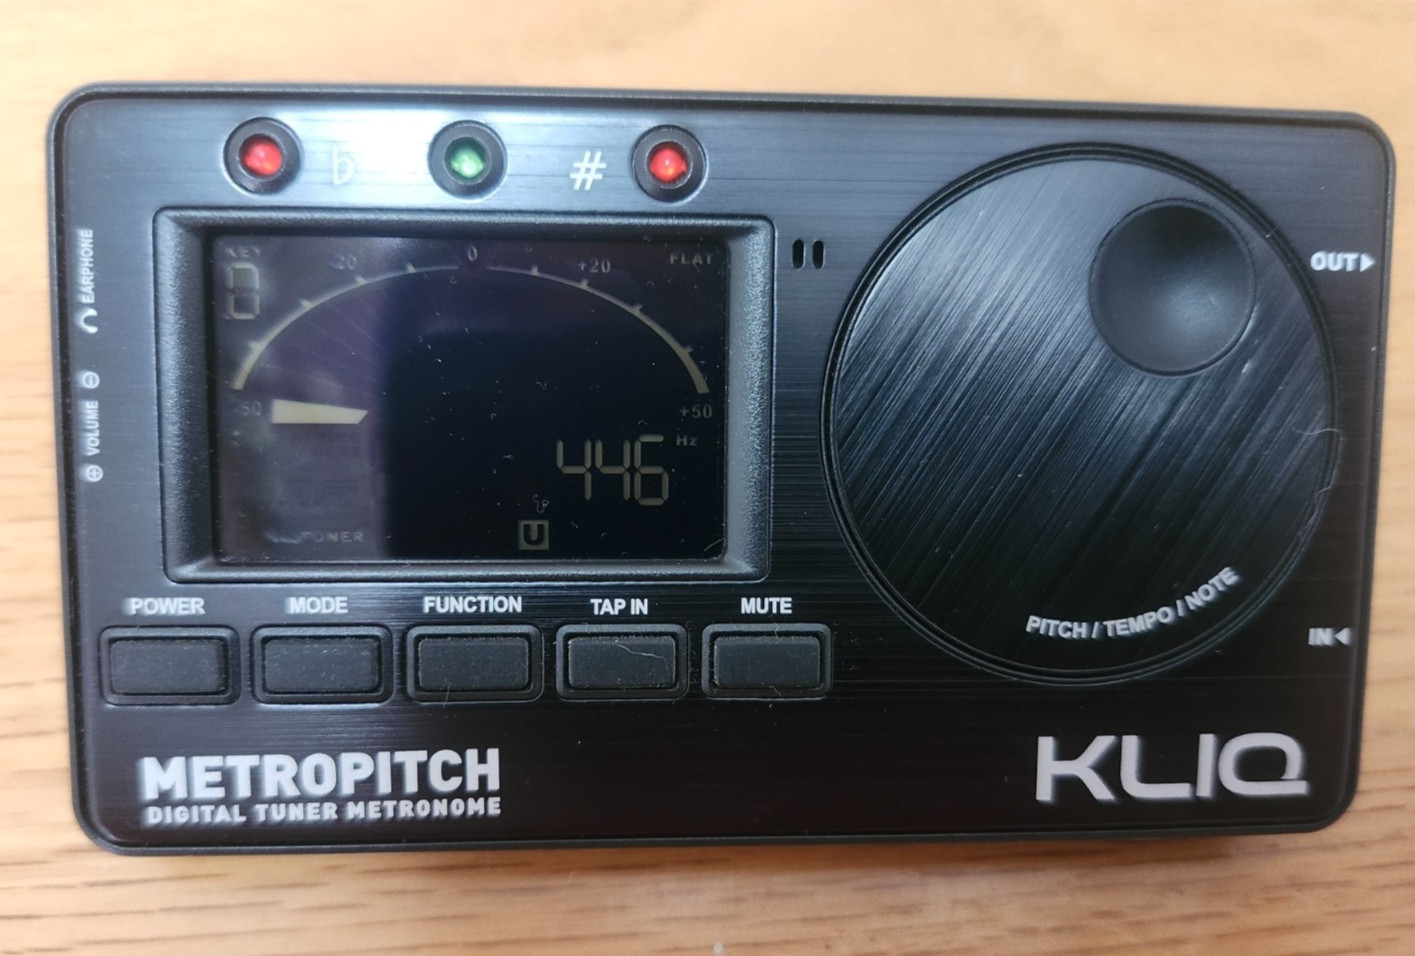 ♭ #
KEY -20 0 +20 FLAT
-50 +50
446 Hz
U
TUNER
EARPHONE
VOLUME
OUT
IN
POWER MODE FUNCTION TAP IN MUTE
PITCH / TEMPO / NOTE
METROPITCH
DIGITAL TUNER METRONOME
KLIQ